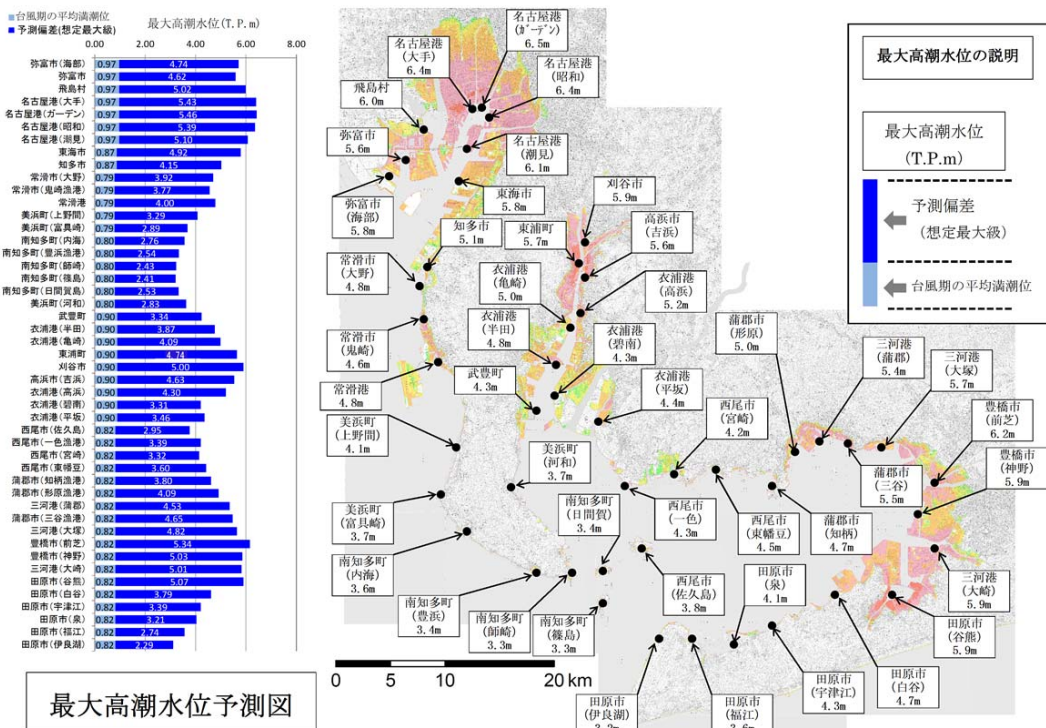 台風期の平均満潮位
予測偏差(想定最大級)
最大高潮水位(T.P.m)
0.00 2.00 4.00 6.00 8.00
弥富市(海部) 0.97 4.74
弥富市 0.97 4.62
飛島村 0.97 5.02
名古屋港(大手) 0.97 5.43
名古屋港(ガーデン) 0.97 5.46
名古屋港(昭和) 0.97 5.39
名古屋港(潮見) 0.97 5.10
東海市 0.87 4.92
知多市 0.87 4.15
常滑市(大野) 0.79 3.92
常滑市(鬼崎漁港) 0.79 3.77
常滑港 0.79 4.00
美浜町(上野間) 0.79 3.29
美浜町(富具崎) 0.79 2.89
南知多町(内海) 0.80 2.76
南知多町(豊浜漁港) 0.80 2.54
南知多町(師崎) 0.80 2.43
南知多町(篠島) 0.80 2.41
南知多町(日間賀島) 0.80 2.53
美浜町(河和) 0.80 2.83
武豊町 0.90 3.34
衣浦港(半田) 0.90 3.87
衣浦港(亀崎) 0.90 4.09
東浦町 0.90 4.74
刈谷市 0.90 5.00
高浜市(吉浜) 0.90 4.63
衣浦港(高浜) 0.90 4.30
衣浦港(碧南) 0.90 3.31
衣浦港(平坂) 0.90 3.46
西尾市(佐久島) 0.82 2.95
西尾市(一色漁港) 0.82 3.39
西尾市(宮崎) 0.82 3.32
西尾市(東幡豆) 0.82 3.60
蒲郡市(知柄漁港) 0.82 3.80
蒲郡市(形原漁港) 0.82 4.09
三河港(蒲郡) 0.82 4.53
蒲郡市(三谷漁港) 0.82 4.65
三河港(大塚) 0.82 4.82
豊橋市(前芝) 0.82 5.34
豊橋市(神野) 0.82 5.03
三河港(大崎) 0.82 5.01
田原市(谷熊) 0.82 5.07
田原市(白谷) 0.82 3.79
田原市(宇津江) 0.82 3.39
田原市(泉) 0.82 3.21
田原市(福江) 0.82 2.74
田原市(伊良湖) 0.82 2.29
最大高潮水位予測図
名古屋港
(大手)
6.4m
名古屋港
(ｶﾞｰﾃﾞﾝ)
6.5m
名古屋港
(昭和)
6.4m
飛島村
6.0m
弥富市
5.6m
弥富市
(海部)
5.8m
名古屋港
(潮見)
6.1m
東海市
5.8m
知多市
5.1m
常滑市
(大野)
4.8m
常滑市
(鬼崎)
4.6m
常滑港
4.8m
美浜町
(上野間)
4.1m
美浜町
(富具崎)
3.7m
南知多町
(内海)
3.6m
南知多町
(豊浜)
3.4m
南知多町
(師崎)
3.3m
南知多町
(篠島)
3.3m
南知多町
(日間賀)
3.4m
美浜町
(河和)
3.7m
武豊町
4.3m
衣浦港
(半田)
4.8m
衣浦港
(亀崎)
5.0m
東浦町
5.7m
刈谷市
5.9m
高浜市
(吉浜)
5.6m
衣浦港
(高浜)
5.2m
衣浦港
(碧南)
4.3m
衣浦港
(平坂)
4.4m
西尾市
(宮崎)
4.2m
西尾市
(一色)
4.3m
西尾市
(佐久島)
3.8m
西尾市
(東幡豆)
4.5m
蒲郡市
(知柄)
4.7m
蒲郡市
(形原)
5.0m
三河港
(蒲郡)
5.4m
蒲郡市
(三谷)
5.5m
三河港
(大塚)
5.7m
豊橋市
(前芝)
6.2m
豊橋市
(神野)
5.9m
三河港
(大崎)
5.9m
田原市
(谷熊)
5.9m
田原市
(白谷)
4.7m
田原市
(宇津江)
4.3m
田原市
(泉)
4.1m
田原市
(福江)
田原市
(伊良湖)
0 10 20 km
最大高潮水位の説明
最大高潮水位
(T.P.m)
予測偏差
(想定最大級)
台風期の平均満潮位